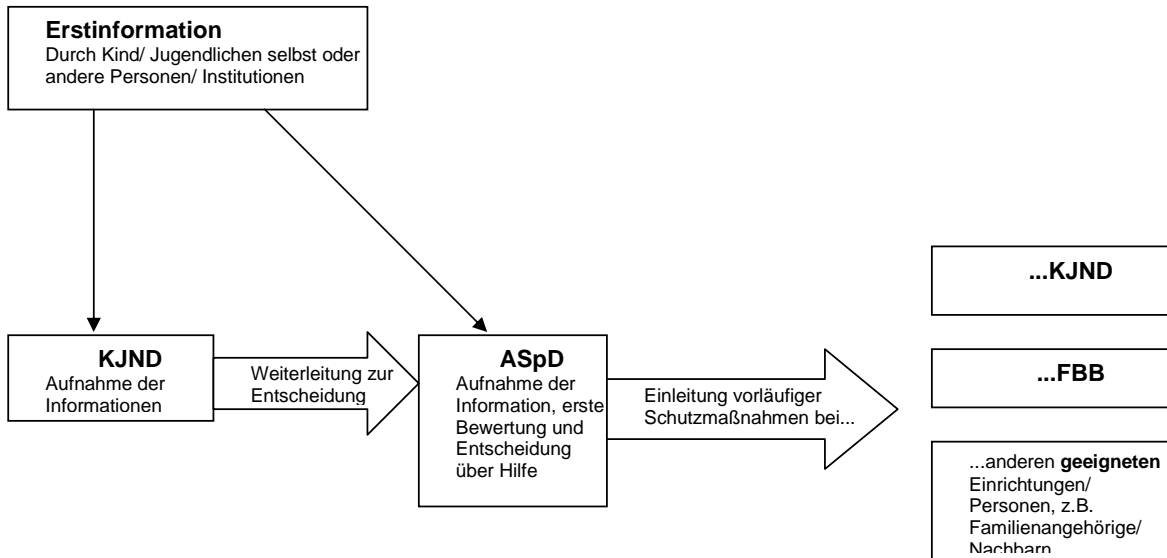 Erstinformation
Durch Kind/ Jugendlichen selbst oder
andere Personen/ Institutionen
KJND
Aufnahme der
Informationen
Weiterleitung zur
Entscheidung
ASpD
Aufnahme der
Information, erste
Bewertung und
Entscheidung
über Hilfe
Einleitung vorläufiger
Schutzmaßnahmen bei...
...KJND
...FBB
...anderen geeigneten
Einrichtungen/
Personen, z.B.
Familienangehörige/
Nachbarn